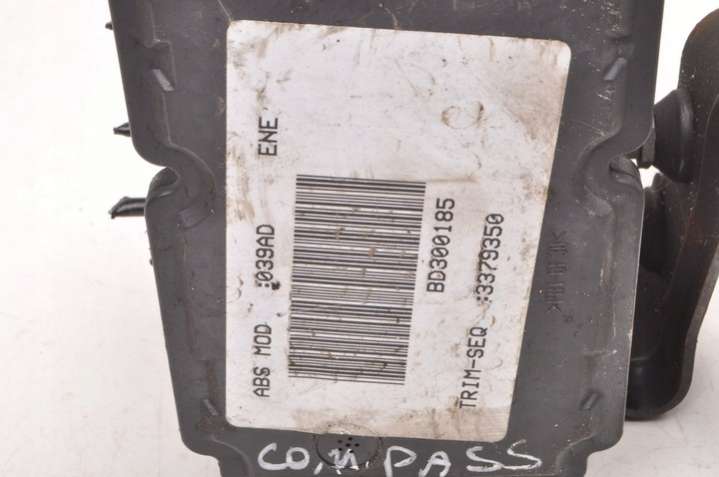 ABS MOD :039AD ENE
BD300185
TRIM-SEQ :3379350
COMPASS